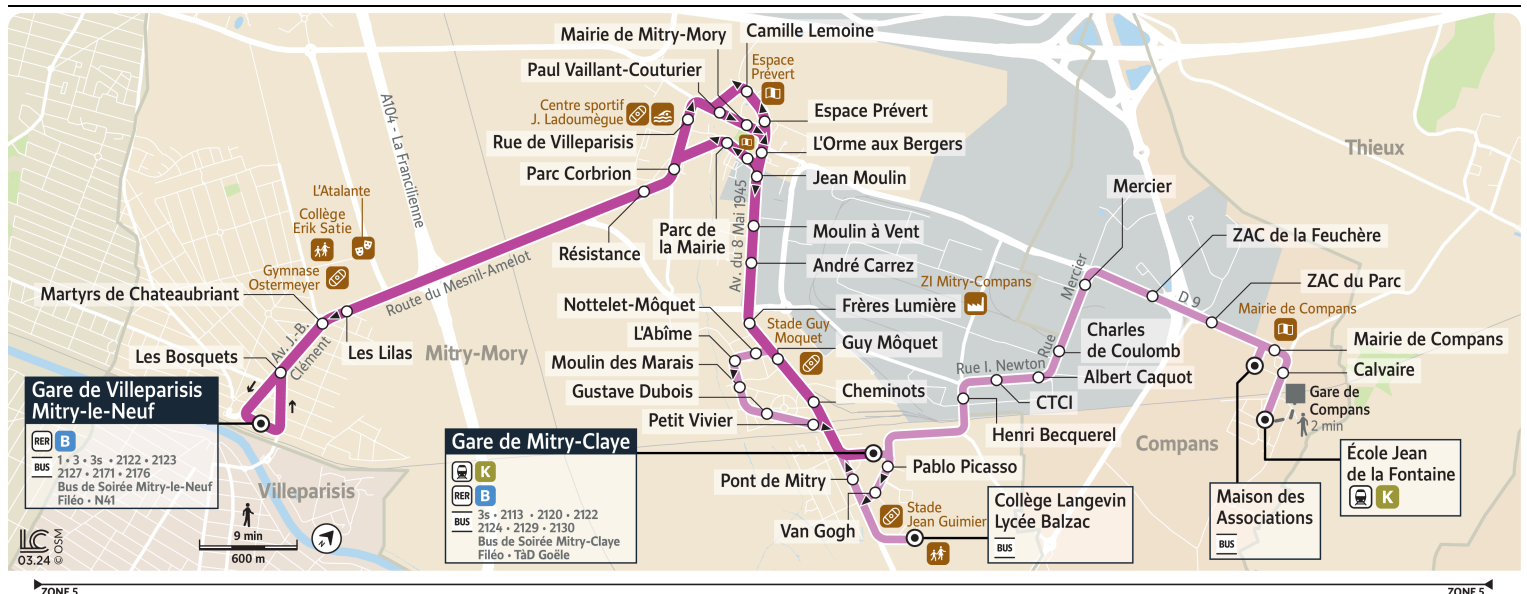 Mairie de Mitry-Mory
Camille Lemoine
Paul Vaillant-Couturier
Espace
Prévert
Centre sportif
J. Ladoumègue
Rue de Villeparisis
Espace Prévert
L'Orme aux Bergers
Parc Corbrion
Jean Moulin
A104 - La Francilienne
Thieux
Mercier
L'Atalante
Collège
Erik Satie
Gymnase
Ostermeyer
Résistance
Parc de
la Mairie
Av. du 8 Mai 1945
Moulin à Vent
André Carrez
ZAC de la Feuchère
ZI Mitry-Compans
Mercier
Rue
D 9
ZAC du Parc
Martyrs de Chateaubriant
Route du Mesnil-Amelot
Nottelet-Môquet
Frères Lumière
Mairie de Compans
L'Abîme
Stade Guy
Moquet
Guy Môquet
Charles
de Coulomb
Mairie de Compans
Les Bosquets
Av. J.-B.
Clément
Les Lilas
Mitry-Mory
Moulin des Marais
Rue I. Newton
Albert Caquot
Calvaire
Gustave Dubois
Cheminots
CTCI
Gare de
Compans
2 min
Petit Vivier
Henri Becquerel
Compans
Gare de Villeparisis
Mitry-le-Neuf
RER B
BUS
1 • 3 • 3s • 2122 • 2123
2127 • 2171 • 2176
Bus de Soirée Mitry-le-Neuf
Filéo • N41
Villeparisis
Gare de Mitry-Claye
K
RER B
BUS
3s • 2113 • 2120 • 2122
2124 • 2129 • 2130
Bus de Soirée Mitry-Claye
Filéo • TàD Goële
Pont de Mitry
Pablo Picasso
Van Gogh
Stade
Jean Guimier
Collège Langevin
Lycée Balzac
BUS
Maison des
Associations
BUS
École Jean
de la Fontaine
K
LC
03.24
© OSM
9 min
600 m
N
ZONE 5
ZONE 5